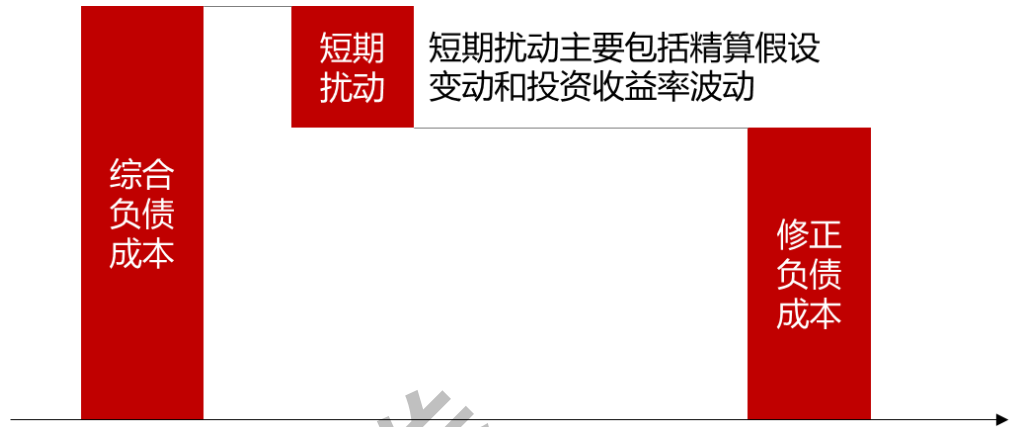 短期
扰动
短期扰动主要包括精算假设
变动和投资收益率波动
综合
负债
成本
修正
负债
成本